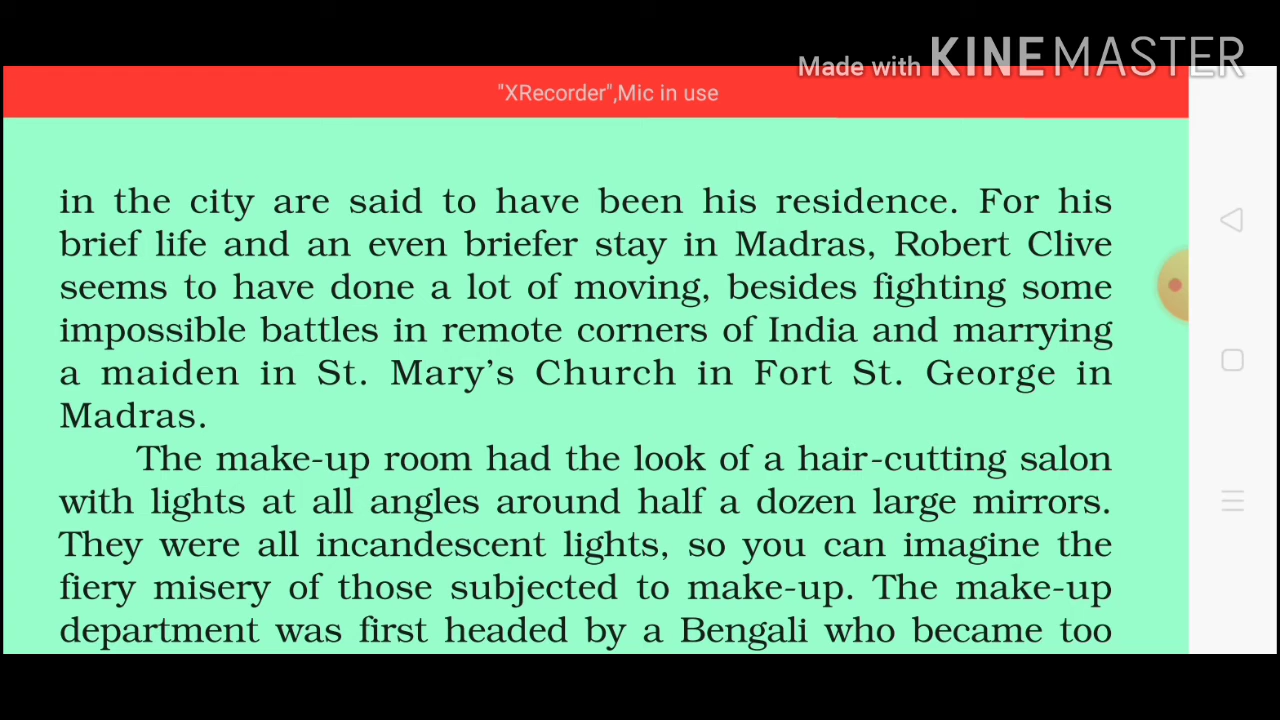 Made with KINEMASTER
"XRecorder",Mic in use
in the city are said to have been his residence. For his
brief life and an even briefer stay in Madras, Robert Clive
seems to have done a lot of moving, besides fighting some
impossible battles in remote corners of India and marrying
a maiden in St. Mary's Church in Fort St. George in
Madras.
The make-up room had the look of a hair-cutting salon
with lights at all angles around half a dozen large mirrors.
They were all incandescent lights, so you can imagine the
fiery misery of those subjected to make-up. The make-up
department was first headed by a Bengali who became too